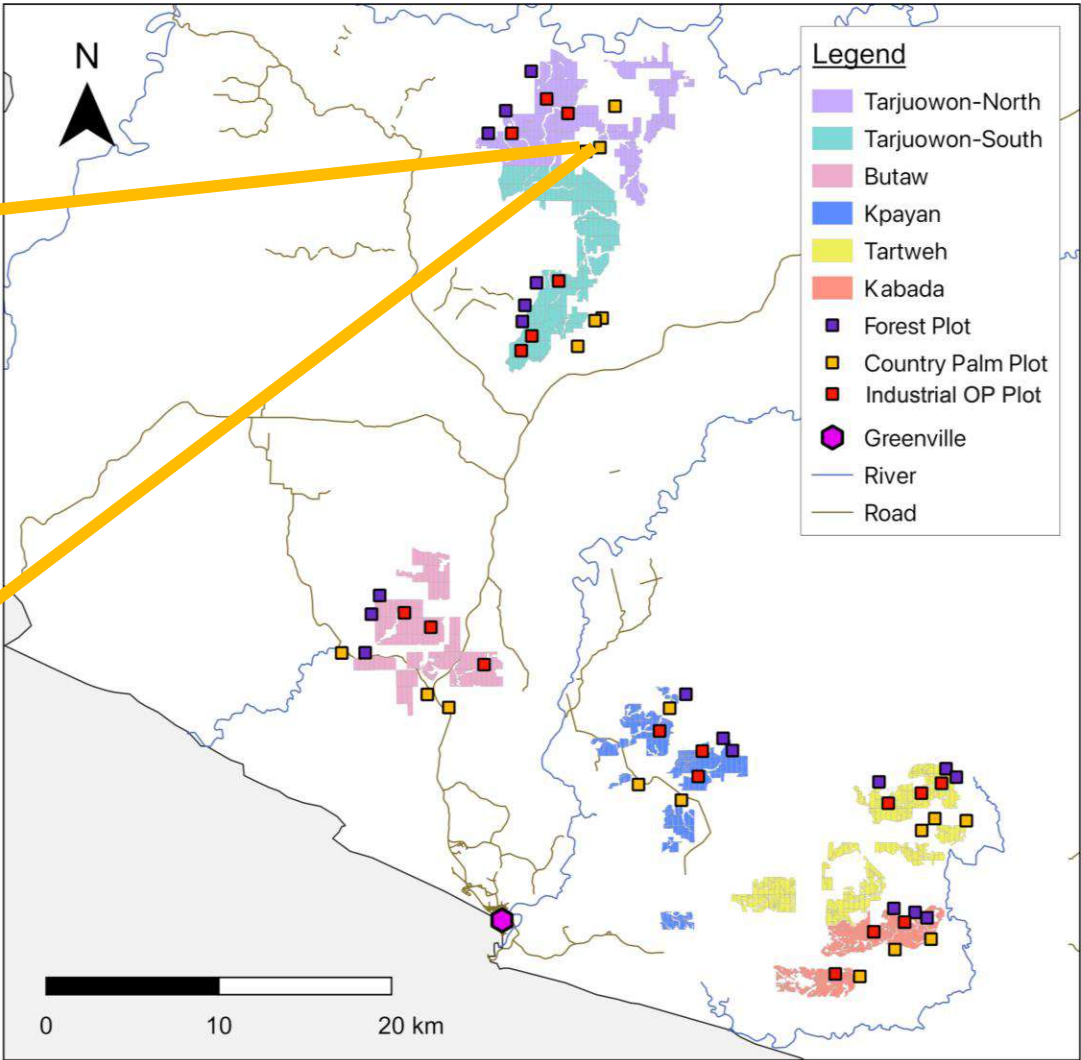 N
Legend
Tarjuowon-North
Tarjuowon-South
Butaw
Kpayan
Tartweh
Kabada
Forest Plot
Country Palm Plot
Industrial OP Plot
Greenville
River
Road
0 10 20 km